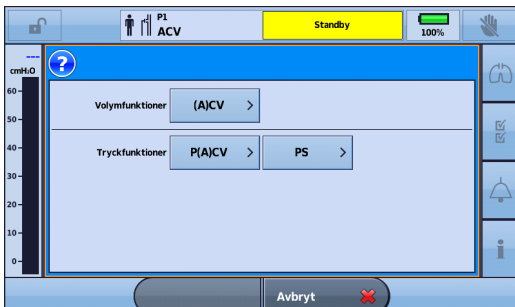 P1
ACV
Standby
100%
---
cmH₂O
?
60
Volymfunktioner (A)CV >
50
40
Tryckfunktioner P(A)CV > PS >
30
20
10
0
Avbryt